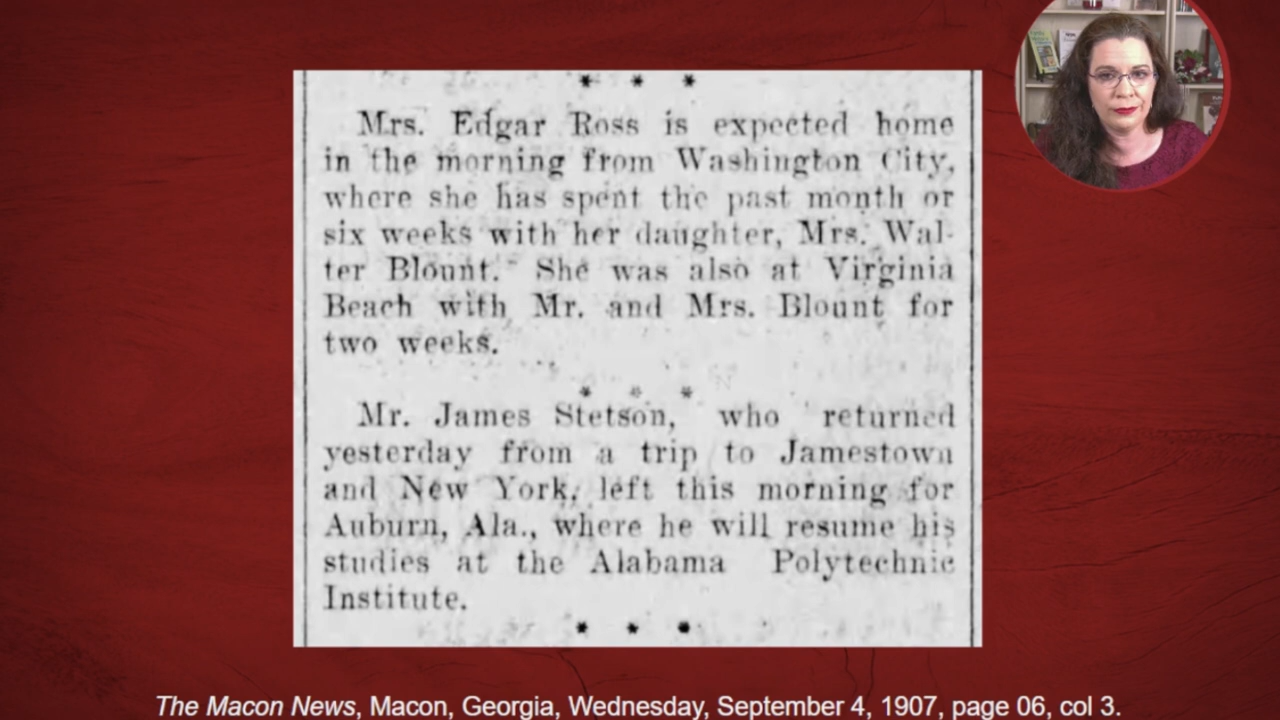 * * *
Mrs. Edgar Ross is expected home
in the morning from Washington City,
where she has spent the past month or
six weeks with her daughter, Mrs. Wal-
ter Blount. She was also at Virginia
Beach with Mr. and Mrs. Blount for
two weeks.
* * *
Mr. James Stetson, who returned
yesterday from a trip to Jamestown
and New York, left this morning for
Auburn, Ala., where he will resume his
studies at the Alabama Polytechnic
Institute.
* * *
The Macon News, Macon, Georgia, Wednesday, September 4, 1907, page 06, col 3.